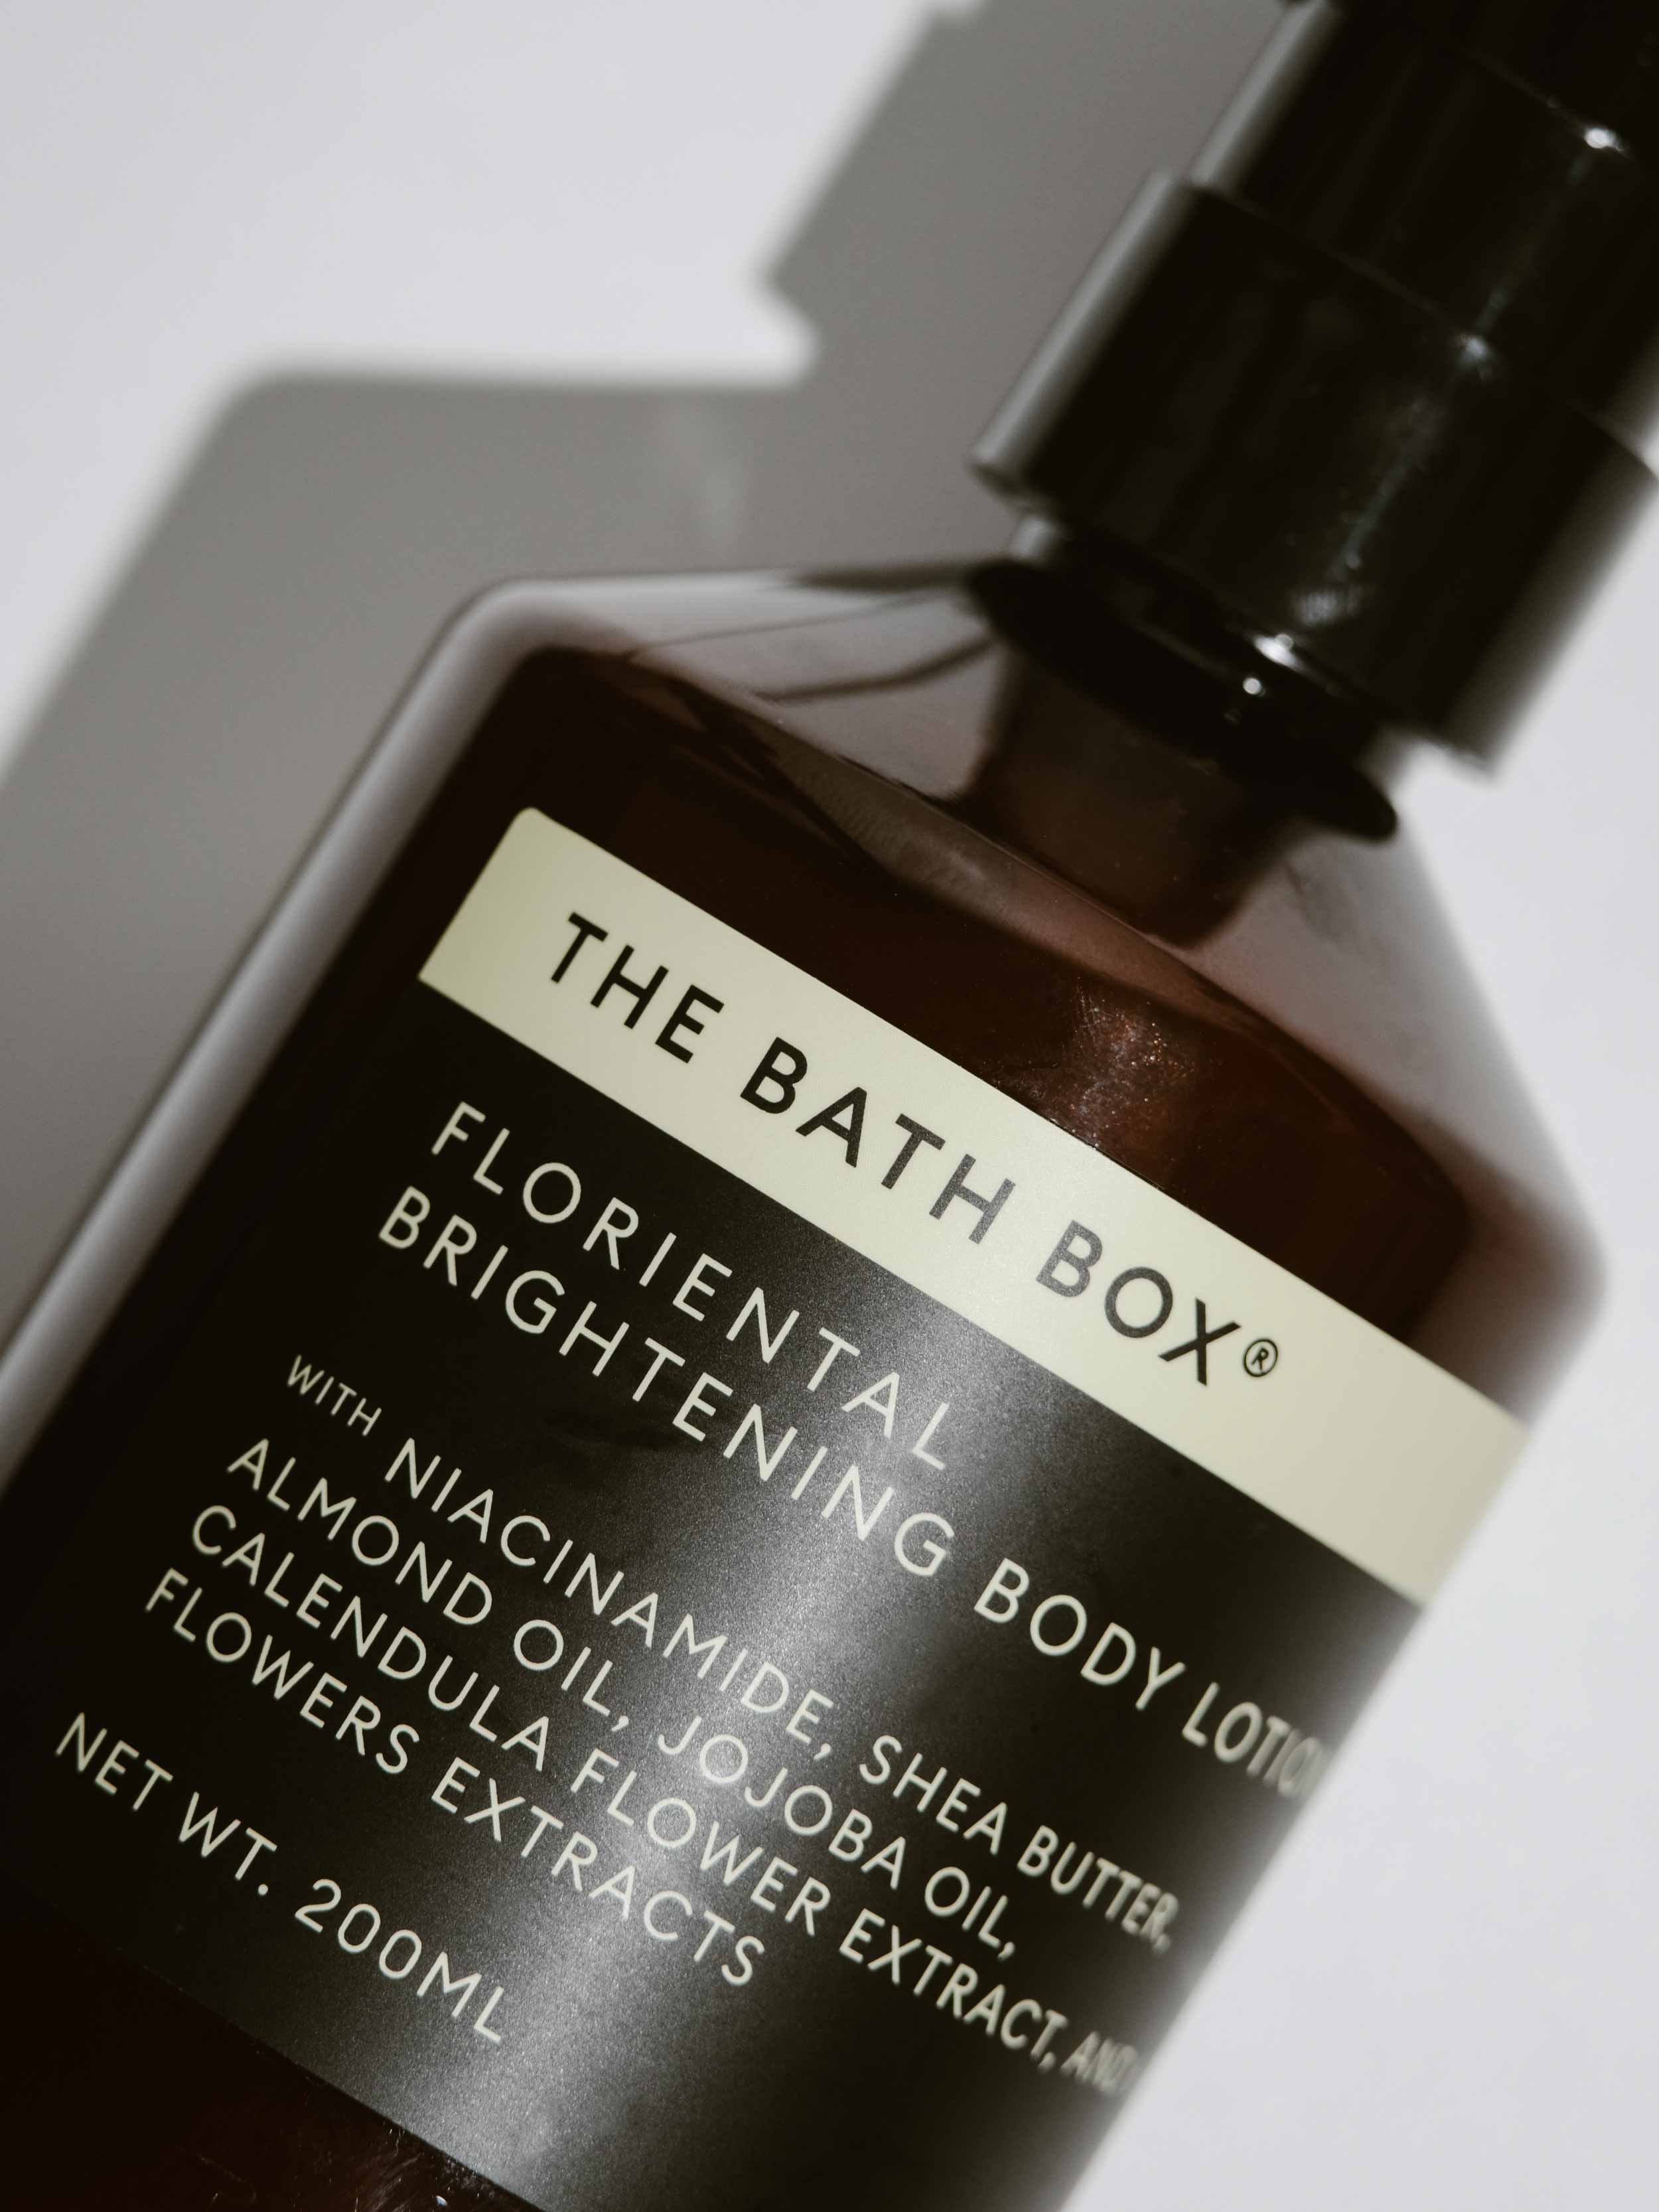 THE BATH BOX®
FLORIENTAL
BRIGHTENING BODY LOTION
WITH NIACINAMIDE, SHEA BUTTER,
ALMOND OIL, JOJOBA OIL,
CALENDULA FLOWER EXTRACT, AND
FLOWERS EXTRACTS
NET WT. 200ML